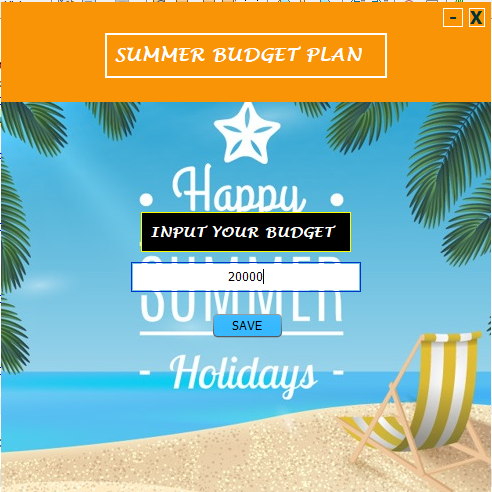 - X
SUMMER BUDGET PLAN
• Happy •
INPUT YOUR BUDGET
20000
SUMMER
SAVE
- Holidays -